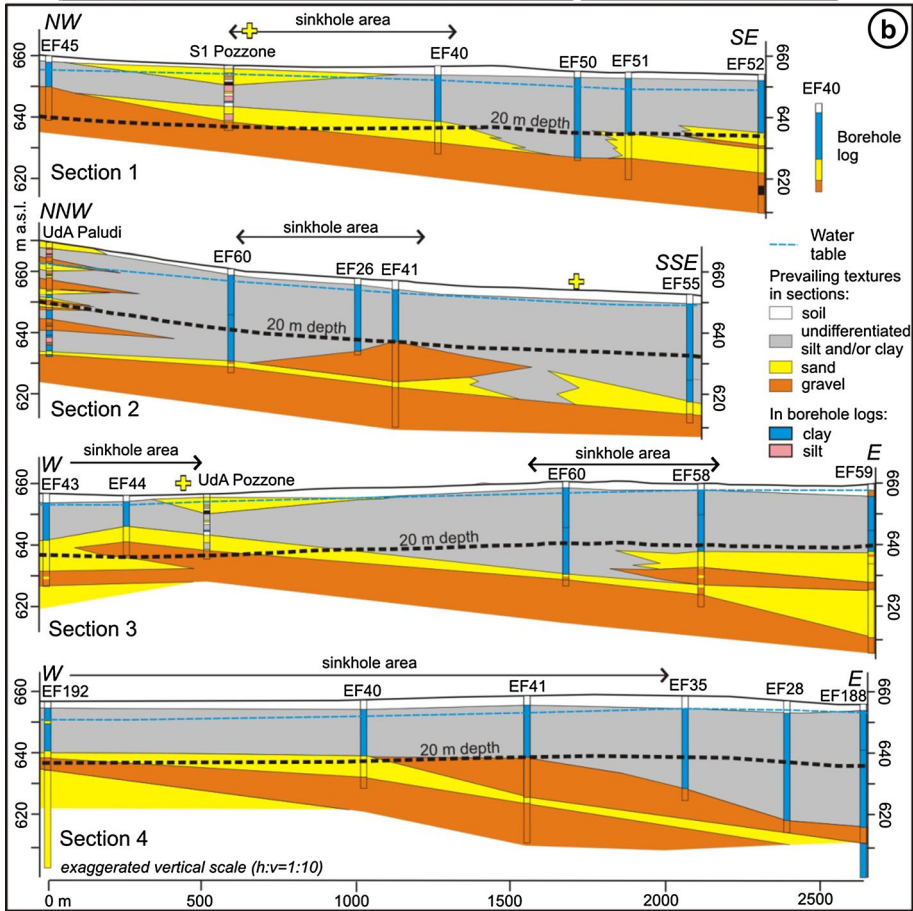 b
NW
sinkhole area
SE
EF45
S1 Pozzone
EF40
EF50
EF51
EF52
660
640
620
660
640
620
20 m depth
Section 1
EF40
Borehole
log
NNW
UdA Paludi
sinkhole area
SSE
EF60
EF26
EF41
EF55
m a.s.l.
660
640
620
660
640
620
20 m depth
Section 2
Water
table
Prevailing textures
in sections:
soil
undifferentiated
silt and/or clay
sand
gravel
In borehole logs:
clay
silt
sinkhole area
sinkhole area
W
E
EF43
EF44
UdA Pozzone
EF60
EF58
EF59
660
640
620
660
640
620
20 m depth
Section 3
W
sinkhole area
E
EF192
EF40
EF41
EF35
EF28
EF188
660
640
620
660
640
620
20 m depth
Section 4
exaggerated vertical scale (h:v=1:10)
0 m
500
1000
1500
2000
2500